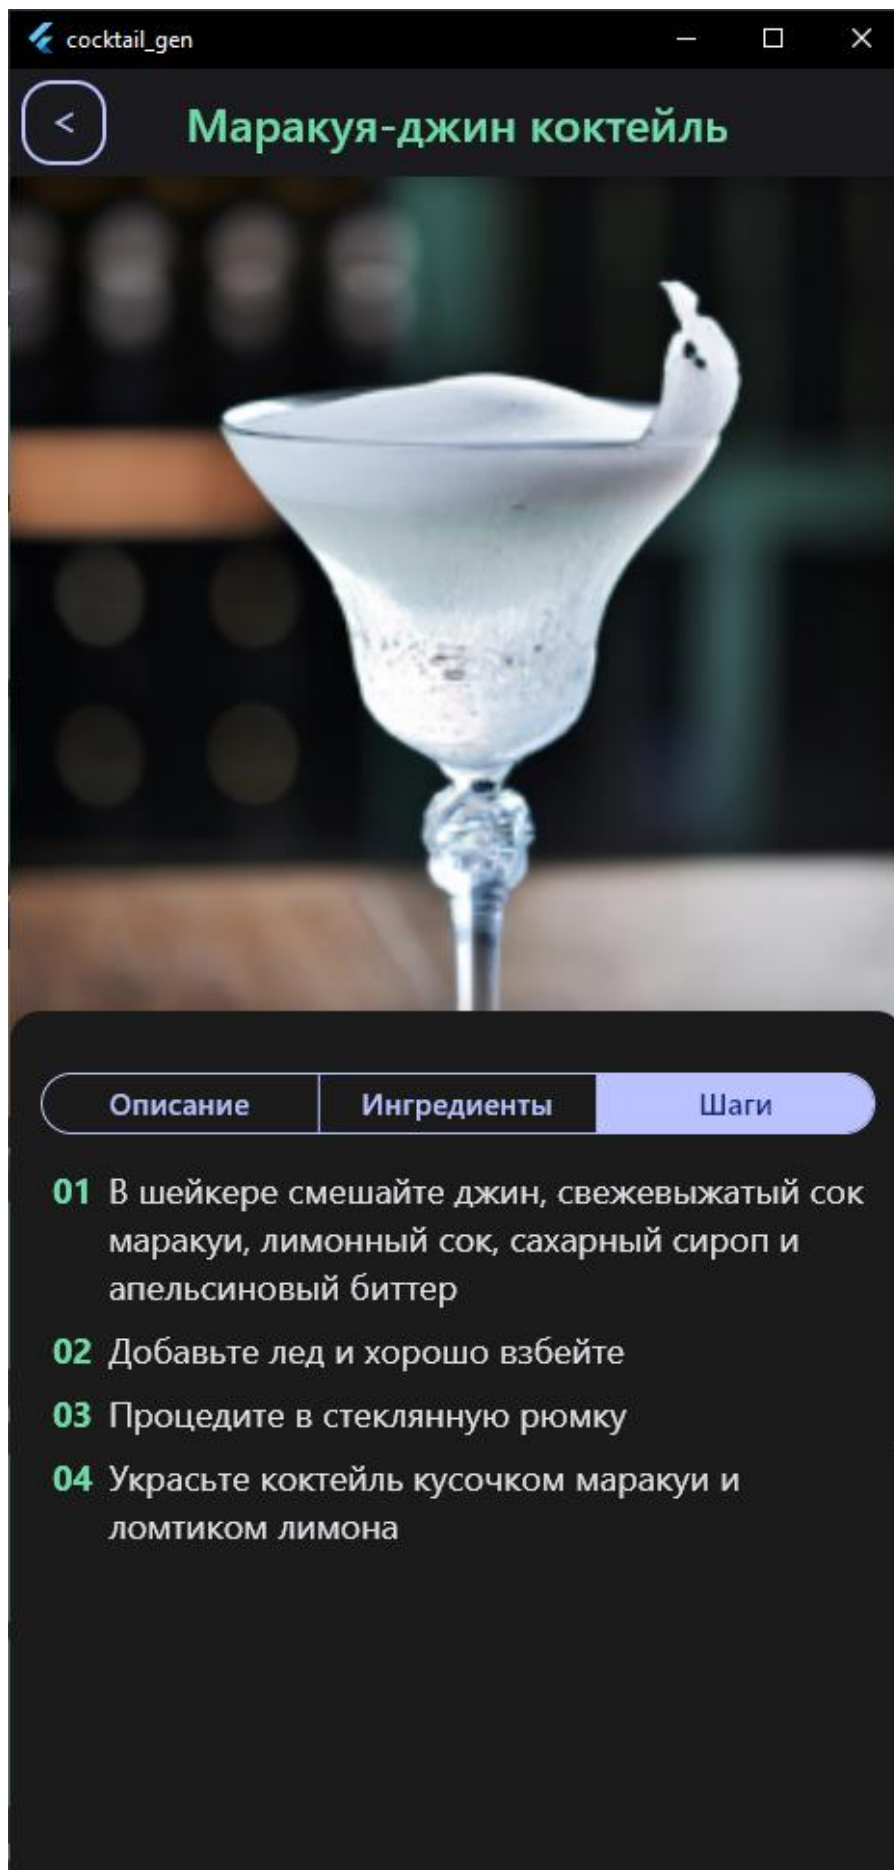 cocktail_gen
<
Маракуя-джин коктейль
Описание Ингредиенты Шаги
01 В шейкере смешайте джин, свежевыжатый сок
маракуи, лимонный сок, сахарный сироп и
апельсиновый биттер
02 Добавьте лед и хорошо взбейте
03 Процедите в стеклянную рюмку
04 Украсьте коктейль кусочком маракуи и
ломтиком лимона